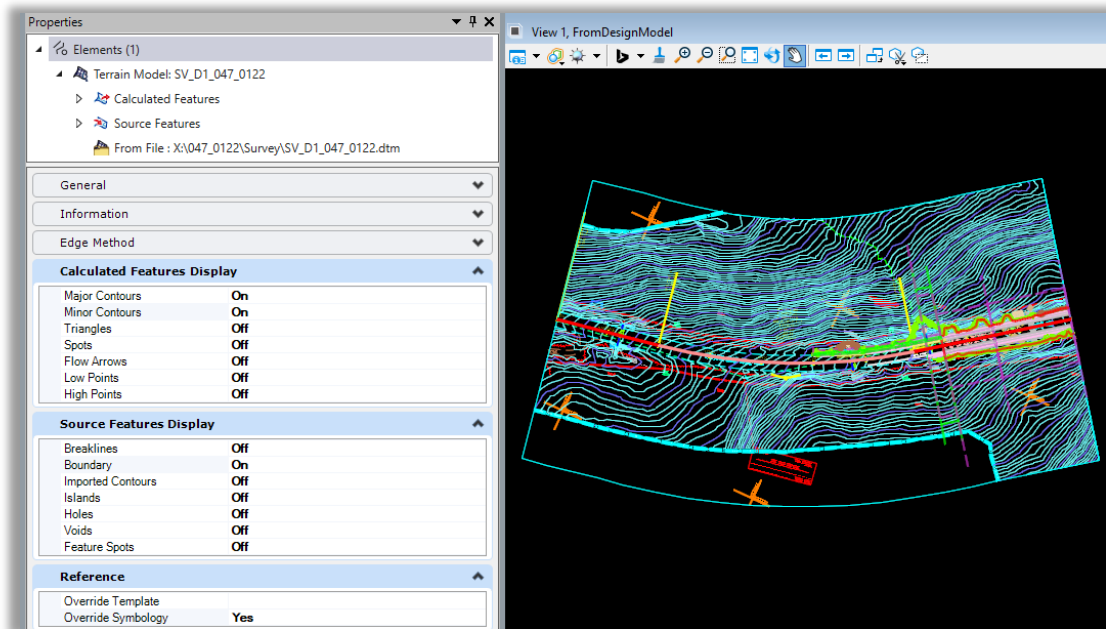 Properties
Elements (1)
Terrain Model: SV_D1_047_0122
Calculated Features
Source Features
From File : X:\047_0122\Survey\SV_D1_047_0122.dtm
General
Information
Edge Method
Calculated Features Display
Major Contours On
Minor Contours On
Triangles Off
Spots Off
Flow Arrows Off
Low Points Off
High Points Off
Source Features Display
Breaklines Off
Boundary On
Imported Contours Off
Islands Off
Holes Off
Voids Off
Feature Spots Off
Reference
Override Template
Override Symbology Yes
View 1, FromDesignModel